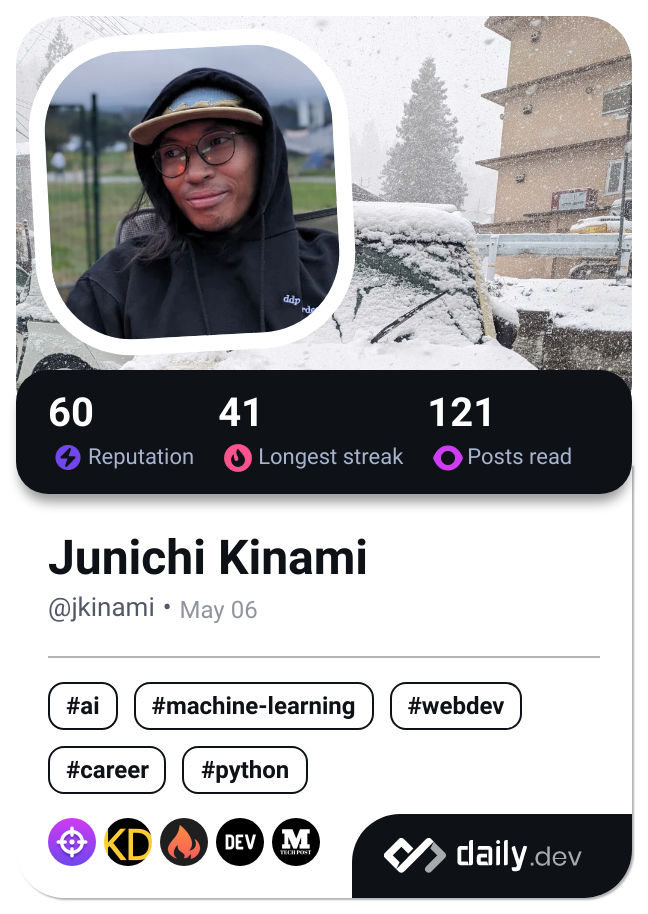 60 41 121
Reputation Longest streak Posts read
Junichi Kinami
@jkinami • May 06
#ai #machine-learning #webdev
#career #python
KD DEV M
TECH POST
daily.dev